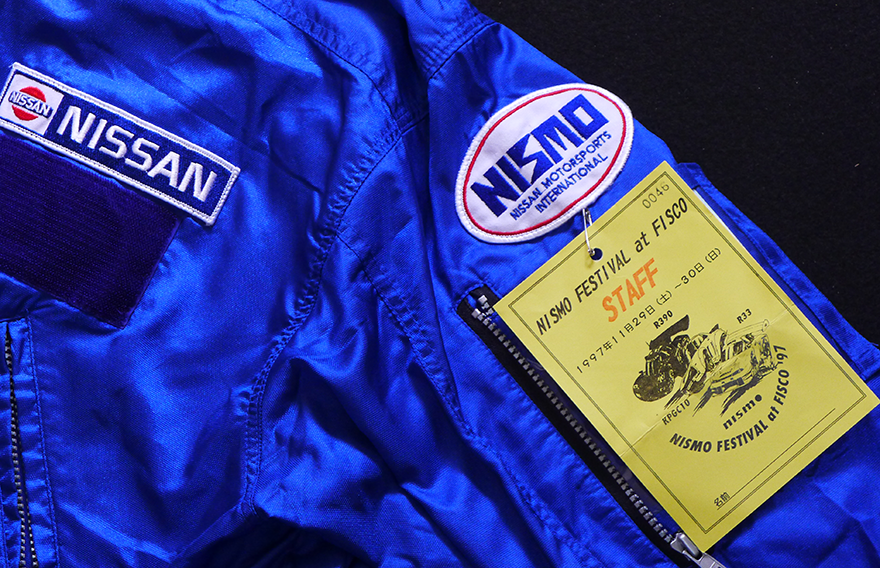 NISSAN
NISSAN
NISMO
NISSAN MOTORSPORTS
INTERNATIONAL
0046
NISMO FESTIVAL at FISCO
STAFF
1997年11月29日(土)~30日(日)
R390
R33
KPGC10
nismo
NISMO FESTIVAL at FISCO '97
名前